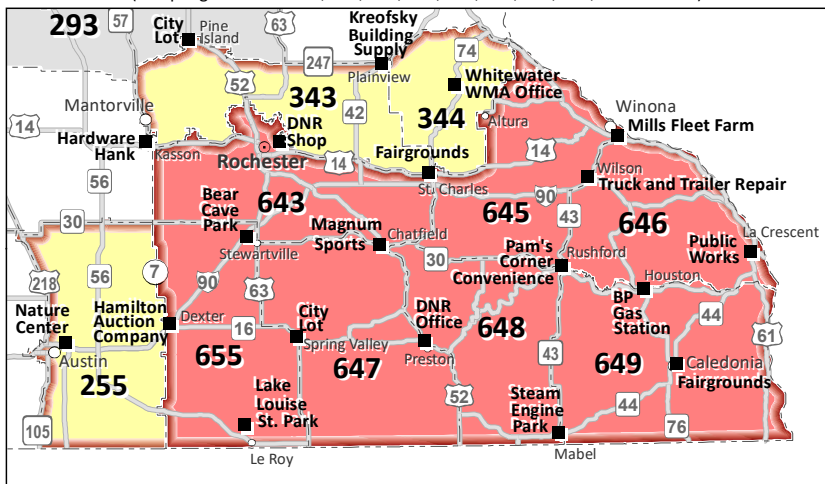 293
57
City
Lot
Pine
Island
63
Kreofsky
Building
Supply
247
Plainview
74
52
343
42
Whitewater
WMA Office
344
Mantorville
14
Hardware
Hank
Kasson
DNR
Shop
Rochester
14
Fairgrounds
St. Charles
Altura
14
Winona
Mills Fleet Farm
56
30
Bear
Cave
Park
643
Stewartville
Magnum
Sports
Chatfield
90
645
43
Wilson
Truck and Trailer Repair
646
La Crescent
Public
Works
218
56
7
90
63
30
Pam's
Corner
Convenience
Rushford
Houston
BP
Gas
Station
44
61
Nature
Center
Austin
Hamilton
Auction
Company
Dexter
16
City
Lot
Spring Valley
DNR
Office
Preston
648
43
649
Caledonia
Fairgrounds
255
655
647
Lake
Louise
St. Park
52
Steam
Engine
Park
44
76
105
Le Roy
Mabel